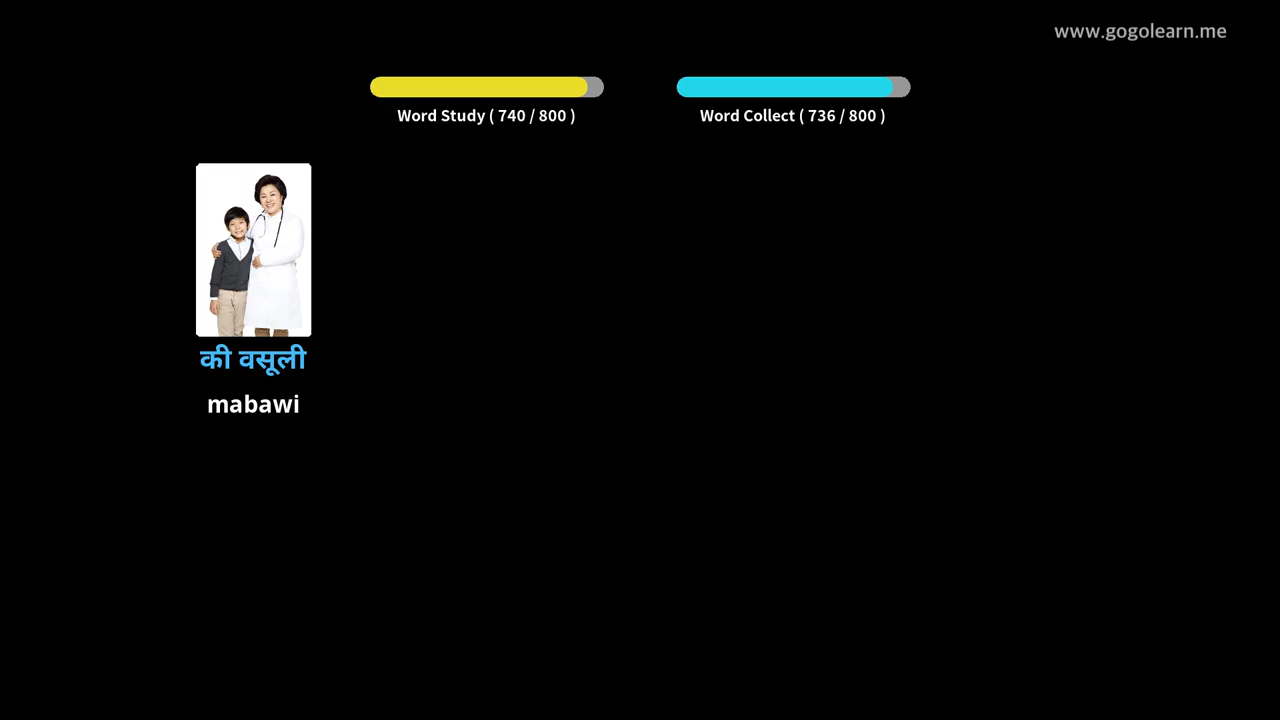 www.gogolearn.me
Word Study ( 740 / 800 )
Word Collect ( 736 / 800 )
की वसूली
mabawi